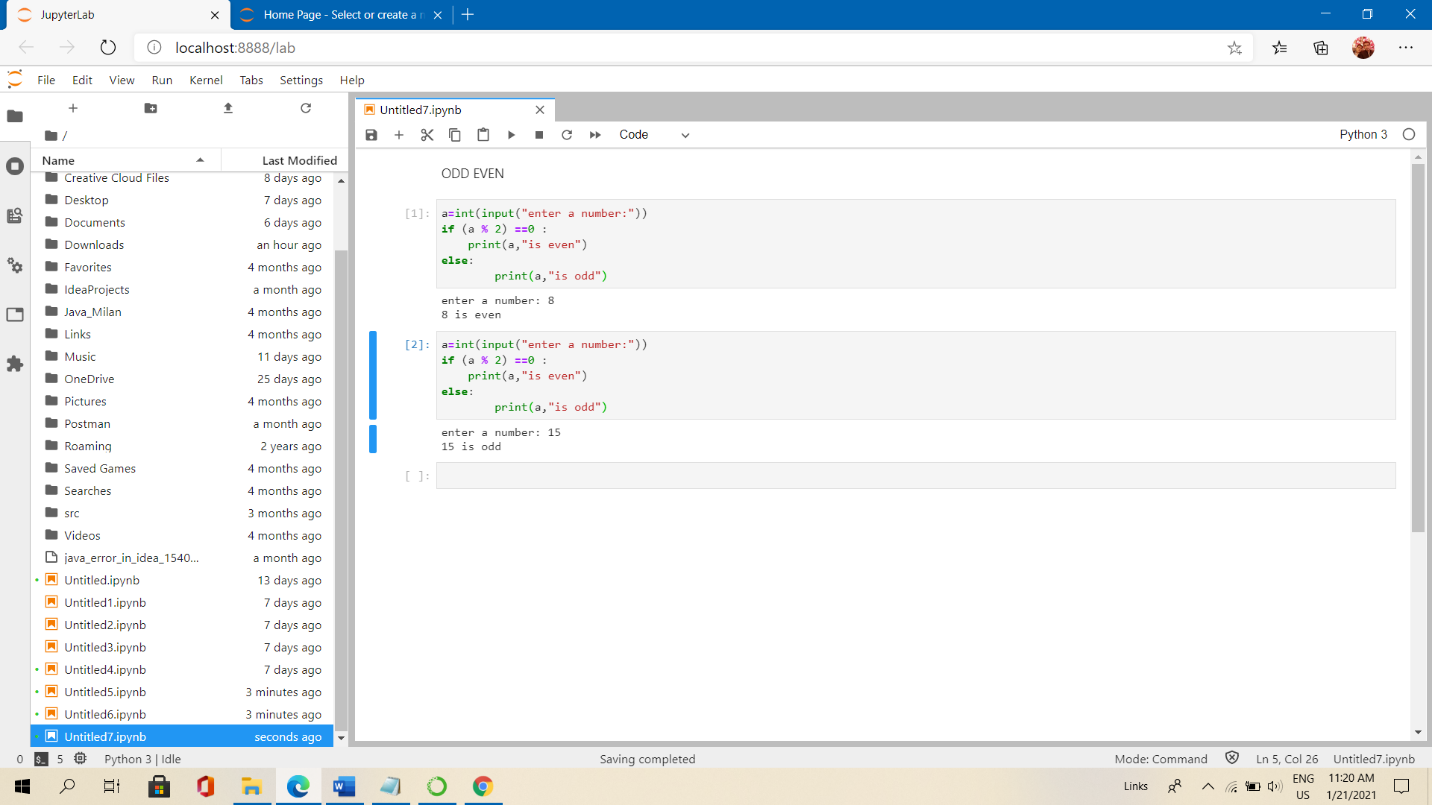 JupyterLab
Home Page - Select or create a n
localhost:8888/lab
File Edit View Run Kernel Tabs Settings Help
Untitled7.ipynb
/
Code
Python 3
Name Last Modified
Creative Cloud Files 8 days ago
Desktop 7 days ago
Documents 6 days ago
Downloads an hour ago
Favorites 4 months ago
IdeaProjects a month ago
Java_Milan 4 months ago
Links 4 months ago
Music 11 days ago
OneDrive 25 days ago
Pictures 4 months ago
Postman a month ago
Roaming 2 years ago
Saved Games 4 months ago
Searches 4 months ago
src 3 months ago
Videos 4 months ago
java_error_in_idea_1540... a month ago
Untitled.ipynb 13 days ago
Untitled1.ipynb 7 days ago
Untitled2.ipynb 7 days ago
Untitled3.ipynb 7 days ago
Untitled4.ipynb 7 days ago
Untitled5.ipynb 3 minutes ago
Untitled6.ipynb 3 minutes ago
Untitled7.ipynb seconds ago
ODD EVEN
[1]: a=int(input("enter a number:"))
if (a % 2) ==0 :
    print(a,"is even")
else:
        print(a,"is odd")
enter a number: 8
8 is even
[2]: a=int(input("enter a number:"))
if (a % 2) ==0 :
    print(a,"is even")
else:
        print(a,"is odd")
enter a number: 15
15 is odd
[ ]:
0 $_ 5 Python 3 | Idle Saving completed Mode: Command Ln 5, Col 26 Untitled7.ipynb
Links
ENG
US
11:20 AM
1/21/2021